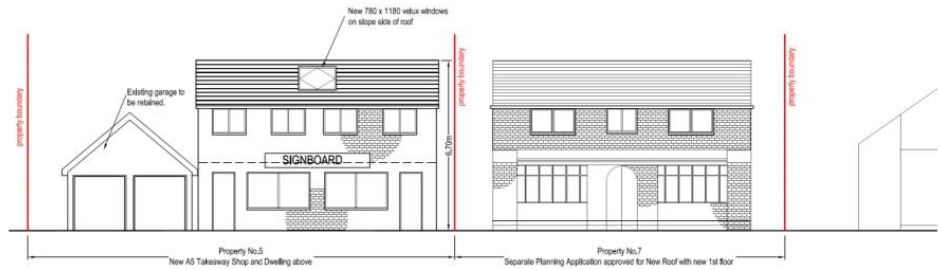 New 780 x 1180 velux windows
on slope side of roof
property boundary
Existing garage to
be retained.
SIGNBOARD
6,70m
property boundary
property boundary
Property No.5
New A5 Takeaway Shop and Dwelling above
Property No.7
Separate Planning Application approved for New Roof with new 1st floor